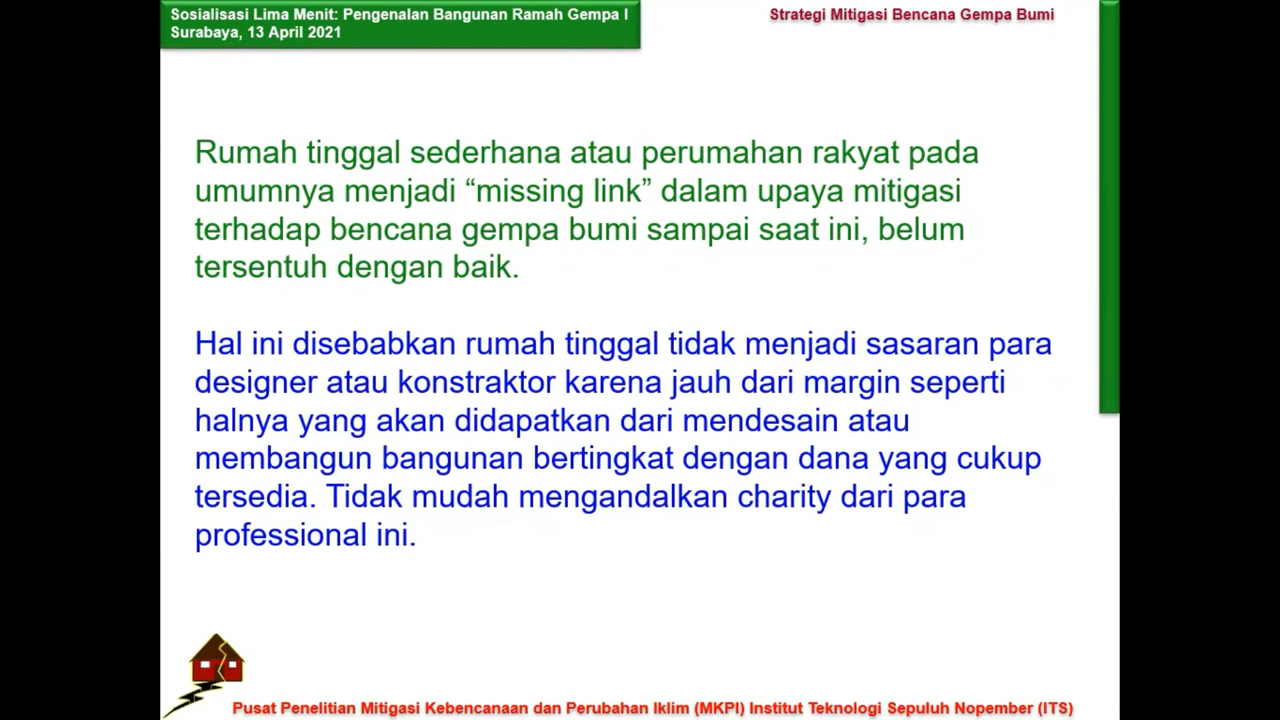 Sosialisasi Lima Menit: Pengenalan Bangunan Ramah Gempa I
Surabaya, 13 April 2021
Strategi Mitigasi Bencana Gempa Bumi
Rumah tinggal sederhana atau perumahan rakyat pada
umumnya menjadi “missing link” dalam upaya mitigasi
terhadap bencana gempa bumi sampai saat ini, belum
tersentuh dengan baik.
Hal ini disebabkan rumah tinggal tidak menjadi sasaran para
designer atau konstraktor karena jauh dari margin seperti
halnya yang akan didapatkan dari mendesain atau
membangun bangunan bertingkat dengan dana yang cukup
tersedia. Tidak mudah mengandalkan charity dari para
professional ini.
Pusat Penelitian Mitigasi Kebencanaan dan Perubahan Iklim (MKPI) Institut Teknologi Sepuluh Nopember (ITS)